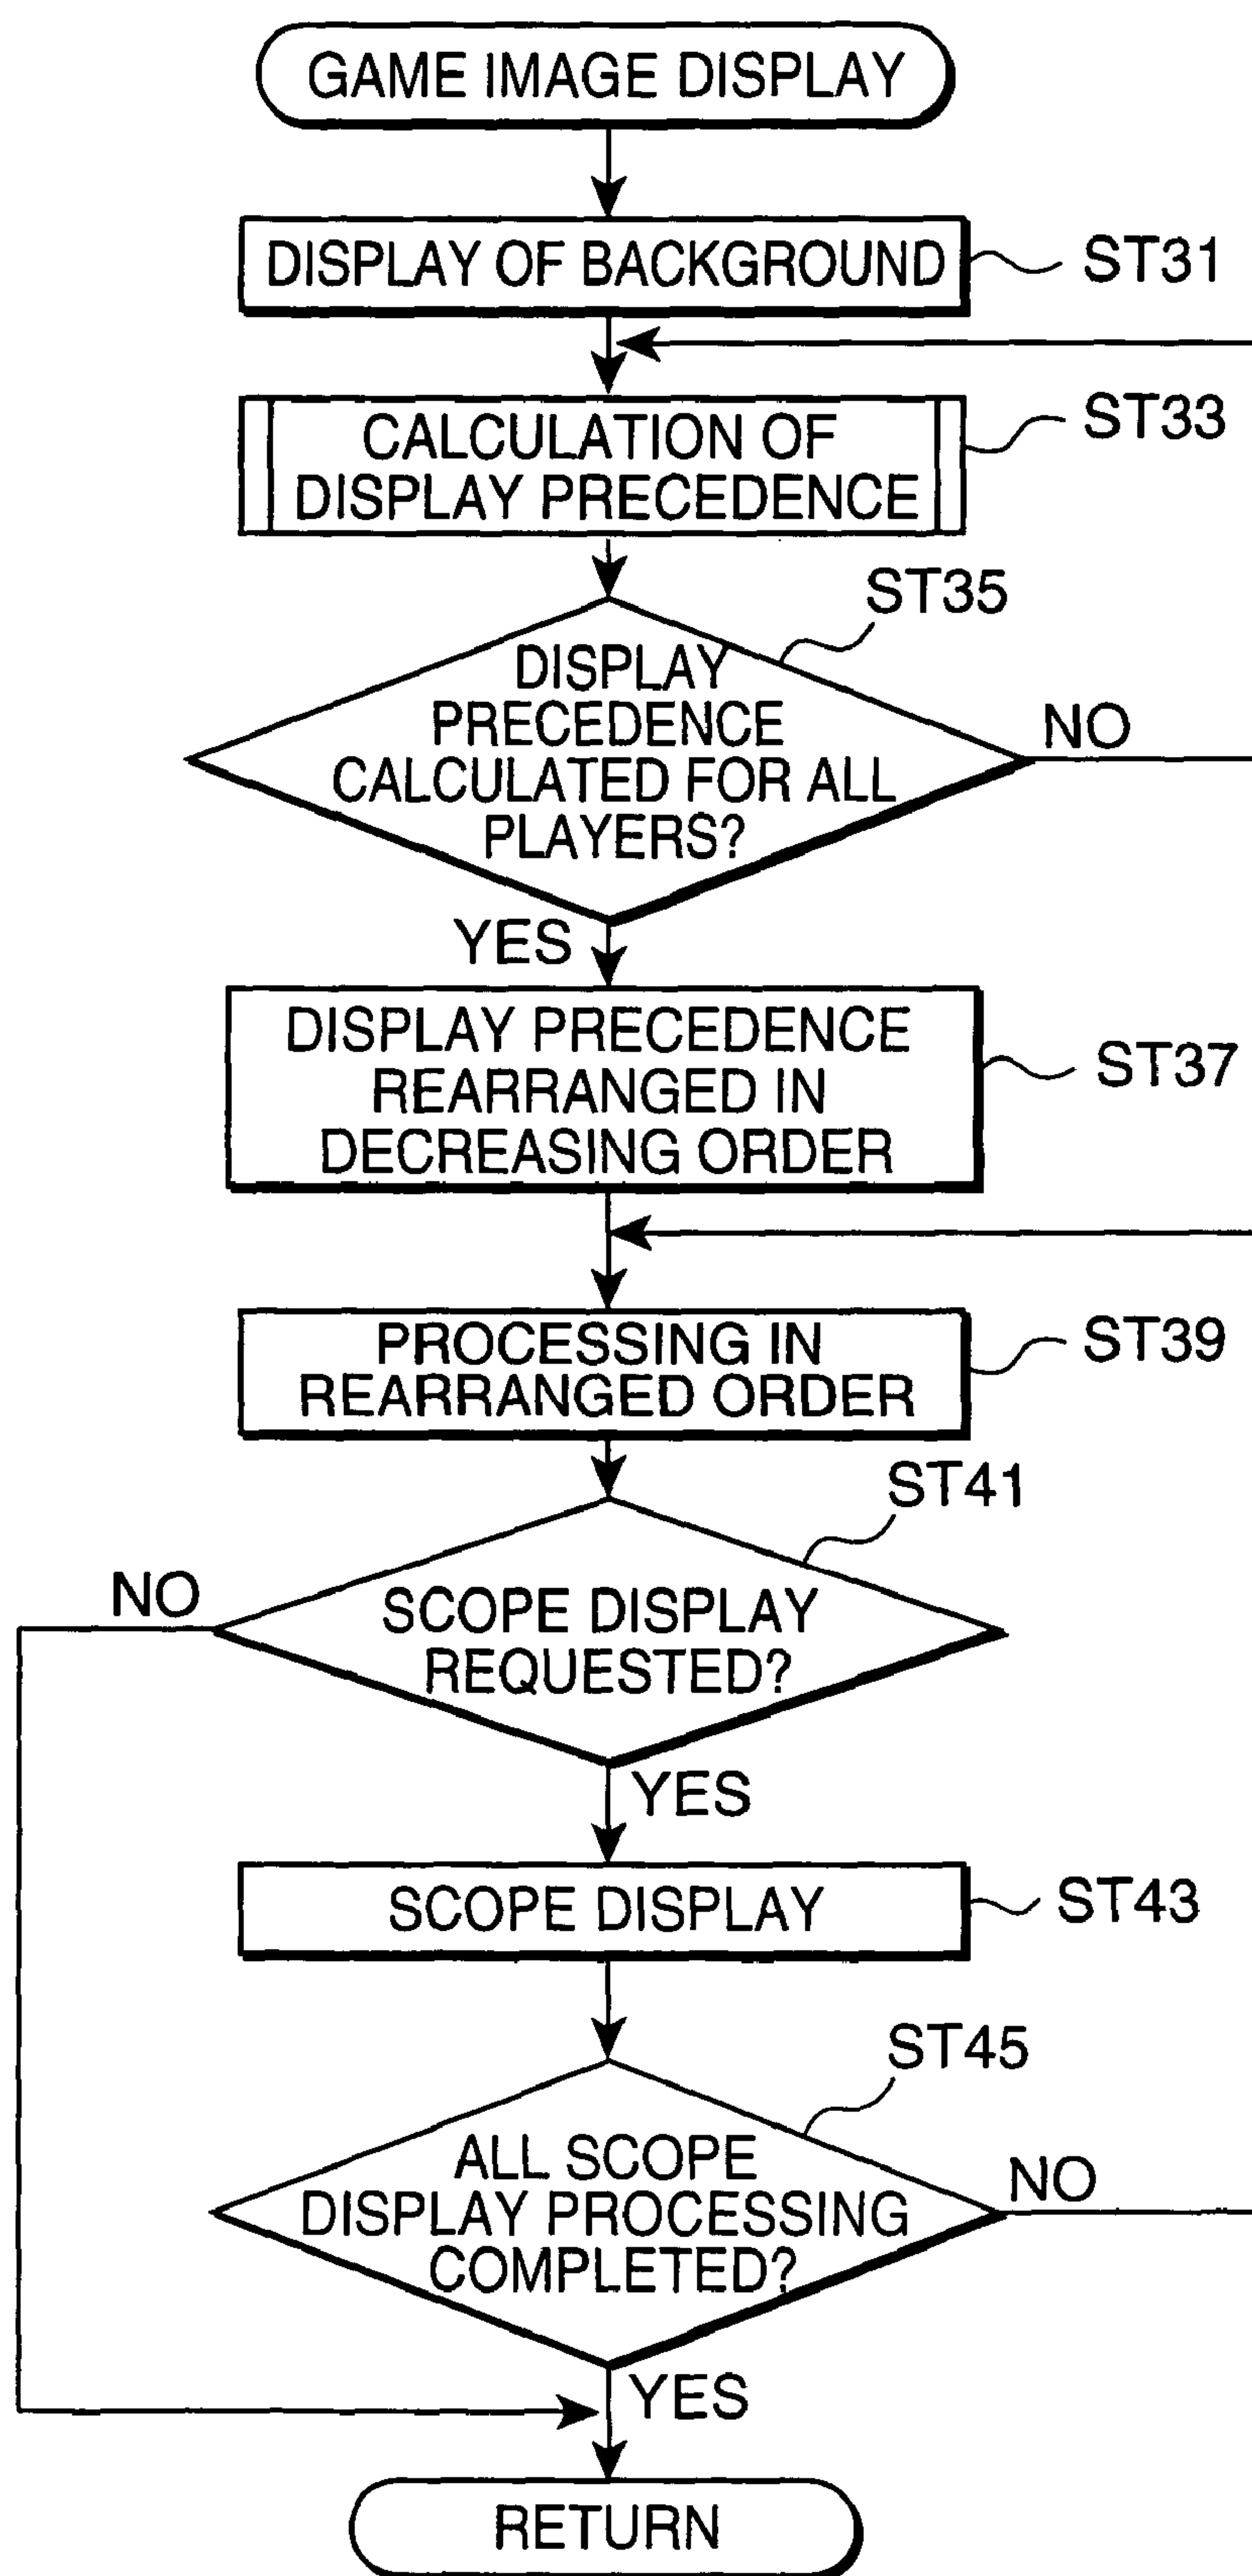 GAME IMAGE DISPLAY
DISPLAY OF BACKGROUND
ST31
CALCULATION OF
DISPLAY PRECEDENCE
ST33
ST35
DISPLAY
PRECEDENCE
CALCULATED FOR ALL
PLAYERS?
NO
YES
DISPLAY PRECEDENCE
REARRANGED IN
DECREASING ORDER
ST37
PROCESSING IN
REARRANGED ORDER
ST39
ST41
NO
SCOPE DISPLAY
REQUESTED?
YES
SCOPE DISPLAY
ST43
ST45
ALL SCOPE
DISPLAY PROCESSING
COMPLETED?
NO
YES
RETURN